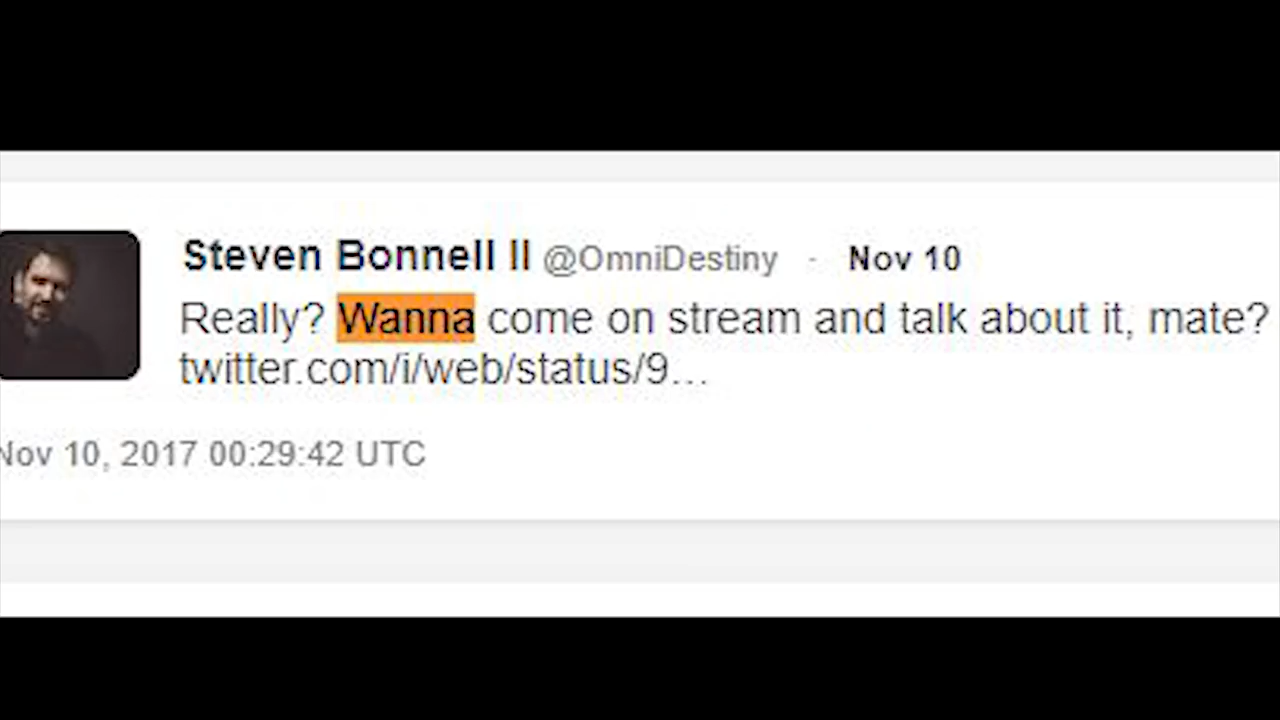 Steven Bonnell II @OmniDestiny · Nov 10
Really? Wanna come on stream and talk about it, mate?
twitter.com/i/web/status/9…
Nov 10, 2017 00:29:42 UTC